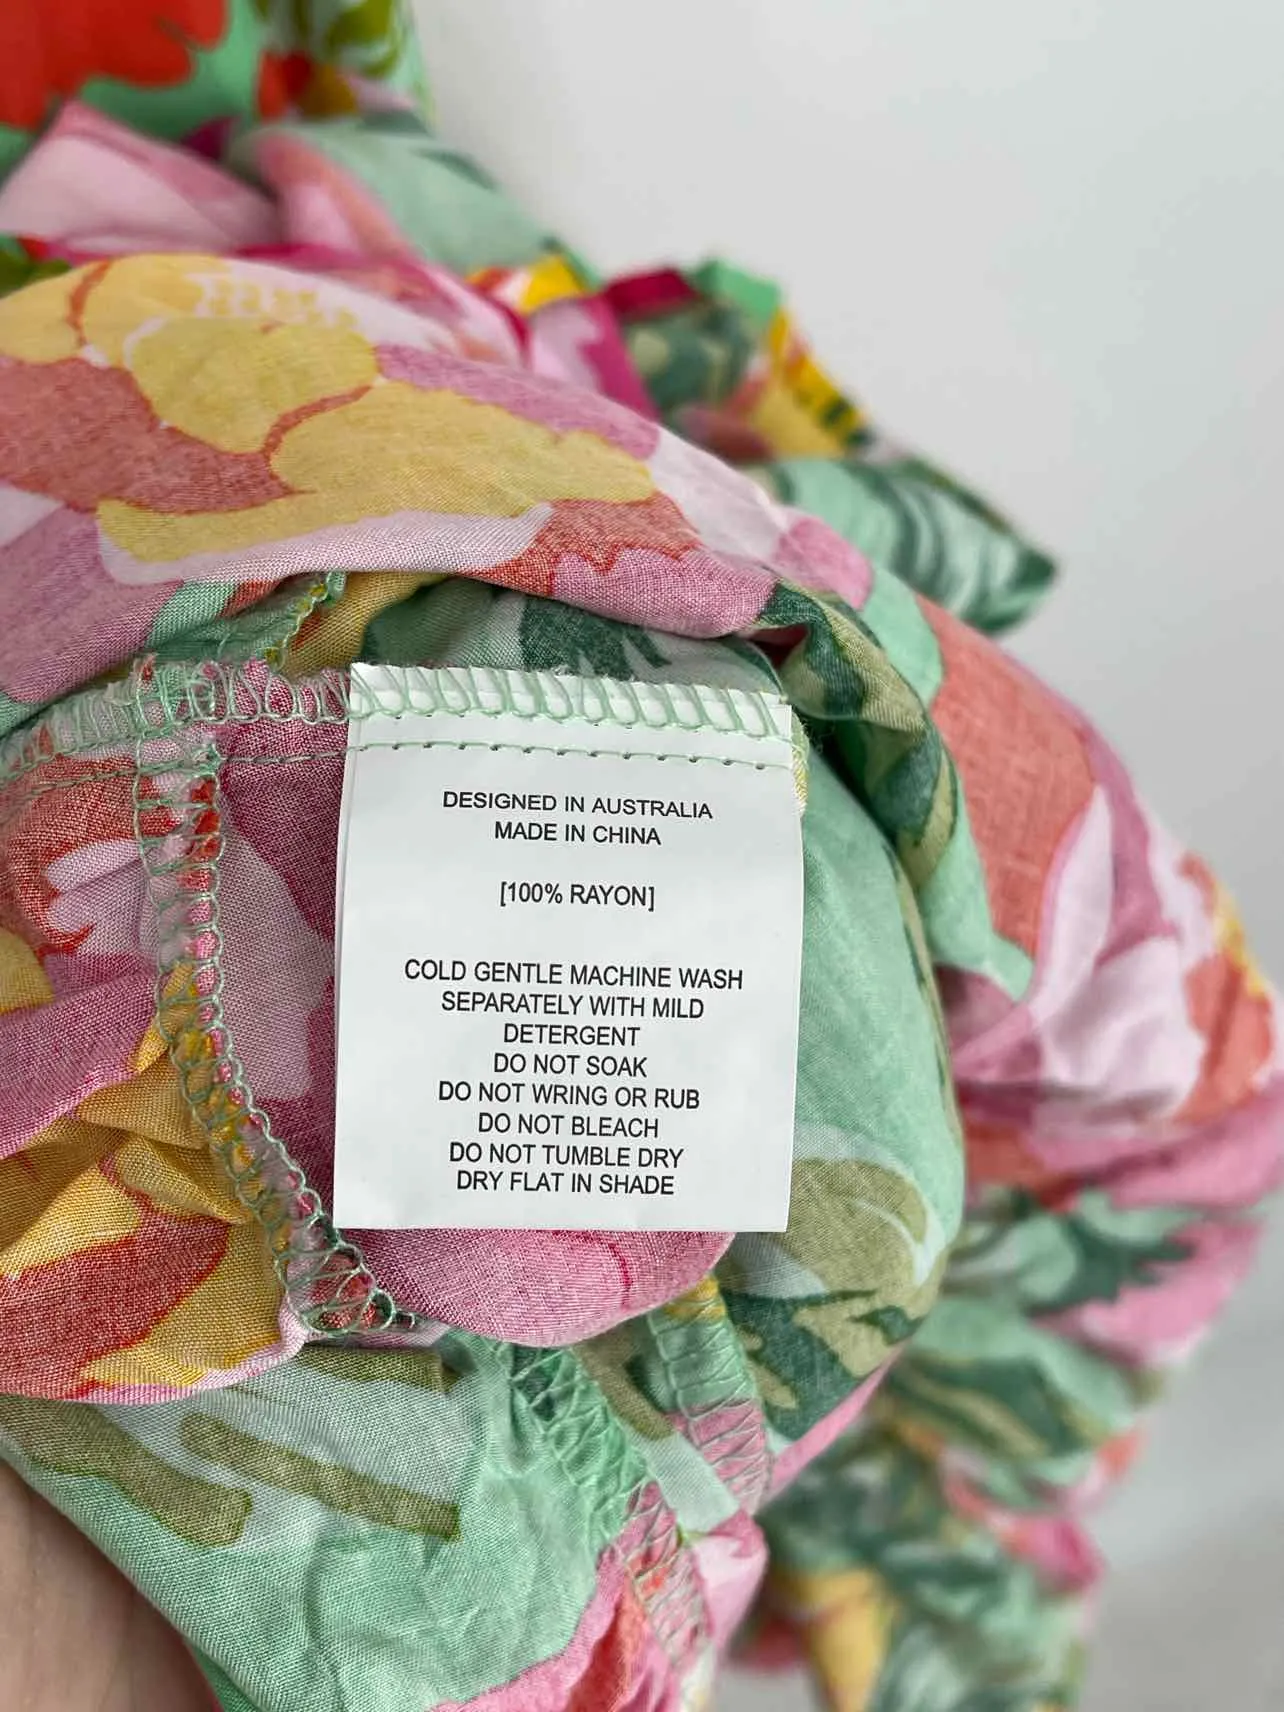 DESIGNED IN AUSTRALIA
MADE IN CHINA
[100% RAYON]
COLD GENTLE MACHINE WASH
SEPARATELY WITH MILD
DETERGENT
DO NOT SOAK
DO NOT WRING OR RUB
DO NOT BLEACH
DO NOT TUMBLE DRY
DRY FLAT IN SHADE